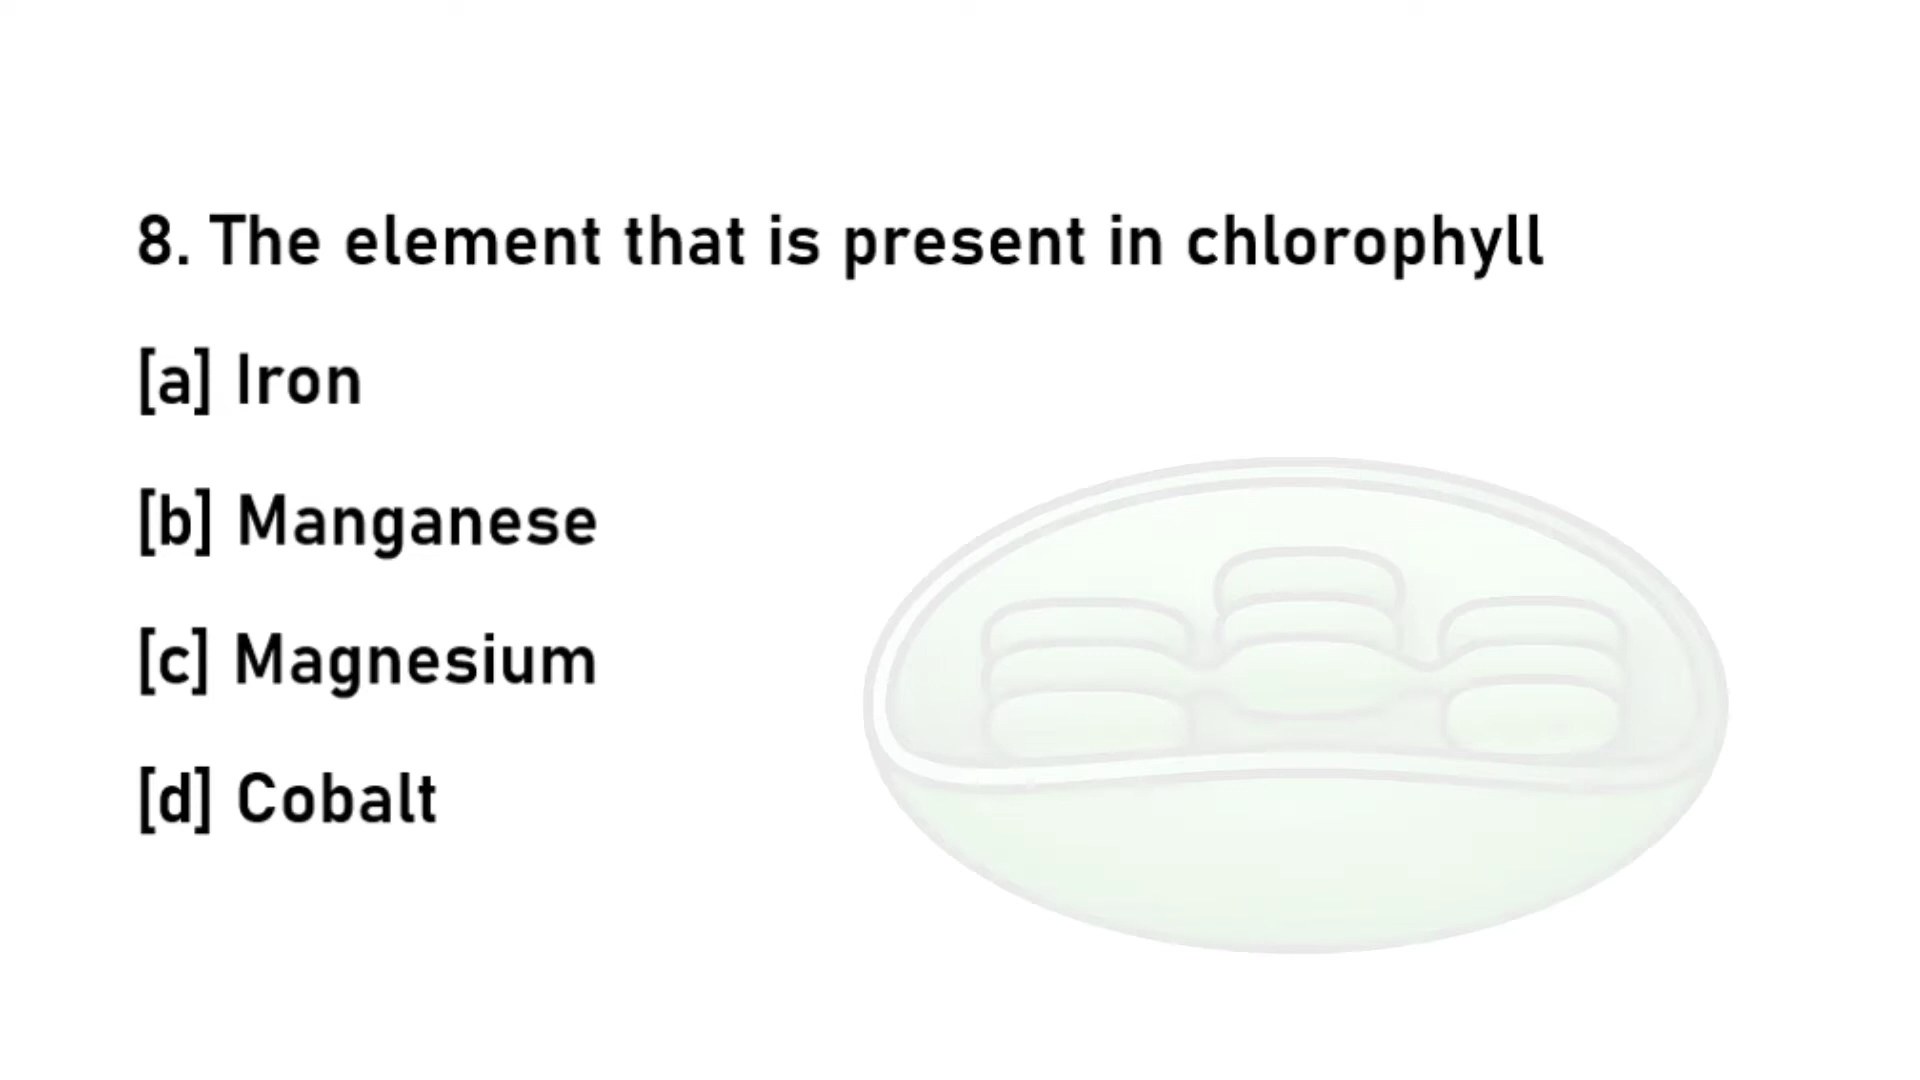 8. The element that is present in chlorophyll
[a] Iron
[b] Manganese
[c] Magnesium
[d] Cobalt